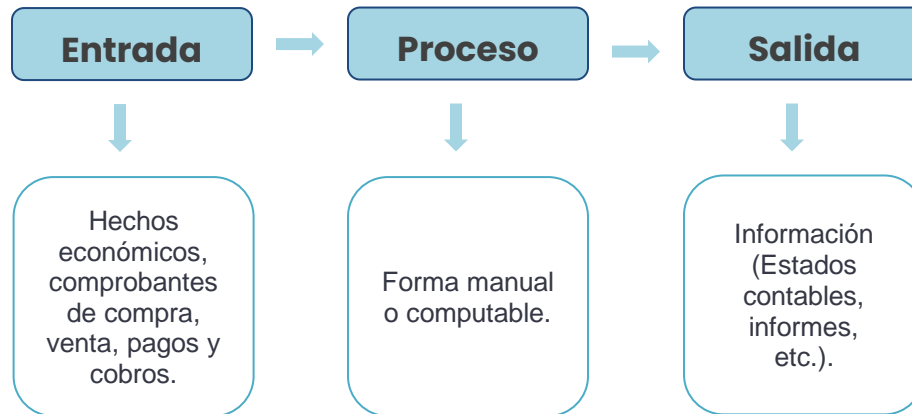 Entrada
Proceso
Salida
Hechos
económicos,
comprobantes
de compra,
venta, pagos y
cobros.
Forma manual
o computable.
Información
(Estados
contables,
informes,
etc.).